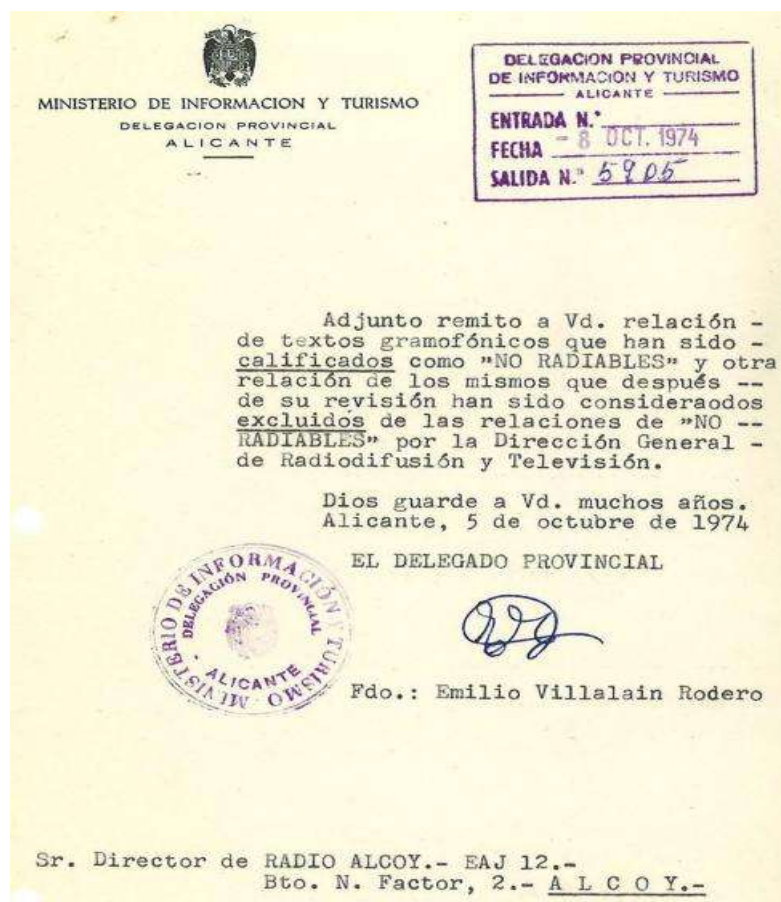 MINISTERIO DE INFORMACION Y TURISMO
DELEGACION PROVINCIAL
ALICANTE
DELEGACION PROVINCIAL
DE INFORMACION Y TURISMO
ALICANTE
ENTRADA N.º
FECHA - 8 OCT. 1974
SALIDA N.º 5905
Adjunto remito a Vd. relación -
de textos gramofónicos que han sido -
calificados como "NO RADIABLES" y otra
relación de los mismos que después --
de su revisión han sido consideraodos
excluidos de las relaciones de "NO --
RADIABLES" por la Dirección General -
de Radiodifusión y Televisión.
Dios guarde a Vd. muchos años.
Alicante, 5 de octubre de 1974
EL DELEGADO PROVINCIAL
MINISTERIO DE INFORMACIÓN Y TURISMO
DELEGACIÓN PROVINCIAL
· ALICANTE ·
Fdo.: Emilio Villalain Rodero
Sr. Director de RADIO ALCOY.- EAJ 12.-
Bto. N. Factor, 2.- A L C O Y.-